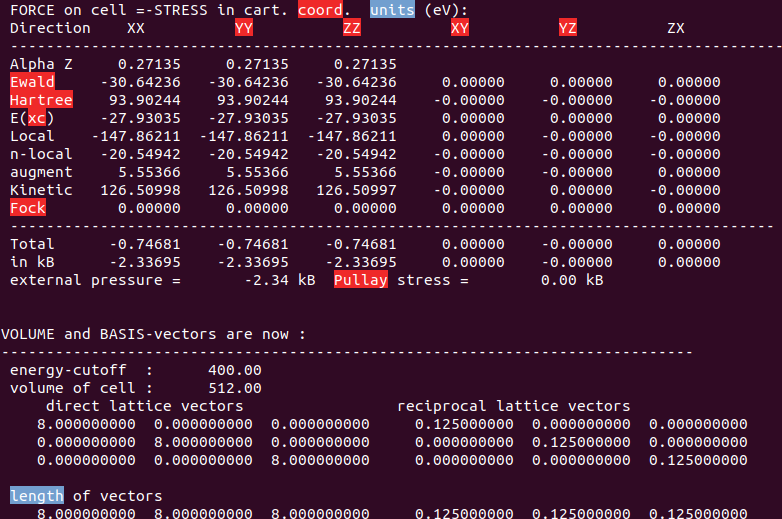 FORCE on cell =-STRESS in cart. coord.  units (eV):
Direction    XX          YY          ZZ          XY          YZ          ZX
--------------------------------------------------------------------------------------
Alpha Z     0.27135     0.27135     0.27135
Ewald     -30.64236   -30.64236   -30.64236     0.00000     0.00000     0.00000
Hartree    93.90244    93.90244    93.90244    -0.00000    -0.00000    -0.00000
E(xc)     -27.93035   -27.93035   -27.93035     0.00000     0.00000     0.00000
Local    -147.86211  -147.86211  -147.86211     0.00000     0.00000     0.00000
n-local   -20.54942   -20.54942   -20.54942    -0.00000    -0.00000    -0.00000
augment     5.55366     5.55366     5.55366    -0.00000    -0.00000     0.00000
Kinetic   126.50998   126.50998   126.50997    -0.00000    -0.00000     0.00000
Fock        0.00000     0.00000     0.00000     0.00000     0.00000     0.00000
--------------------------------------------------------------------------------------
Total      -0.74681    -0.74681    -0.74681     0.00000    -0.00000     0.00000
in kB      -2.33695    -2.33695    -2.33695     0.00000    -0.00000     0.00000
external pressure =       -2.34 kB  Pullay stress =        0.00 kB
VOLUME and BASIS-vectors are now :
-----------------------------------------------------------------------------
energy-cutoff  :      400.00
volume of cell :      512.00
direct lattice vectors                 reciprocal lattice vectors
8.000000000  0.000000000  0.000000000     0.125000000  0.000000000  0.000000000
0.000000000  8.000000000  0.000000000     0.000000000  0.125000000  0.000000000
0.000000000  0.000000000  8.000000000     0.000000000  0.000000000  0.125000000
length of vectors
8.000000000  8.000000000  8.000000000     0.125000000  0.125000000  0.125000000